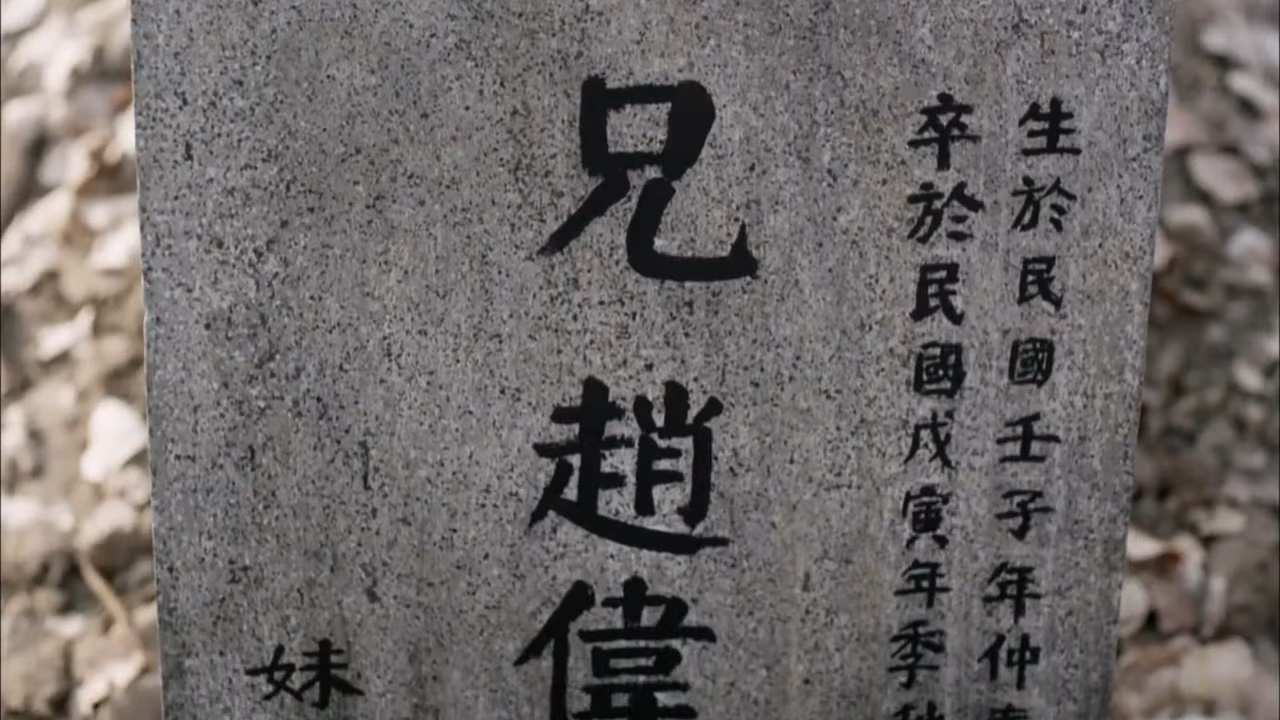 生於民國壬子年仲
卒於民國戊寅年季秋
兄趙偉
妹